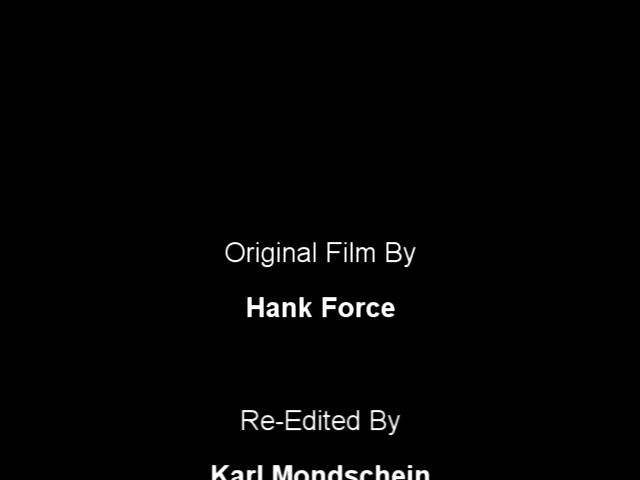 Original Film By
Hank Force
Re-Edited By
Karl Mondschein